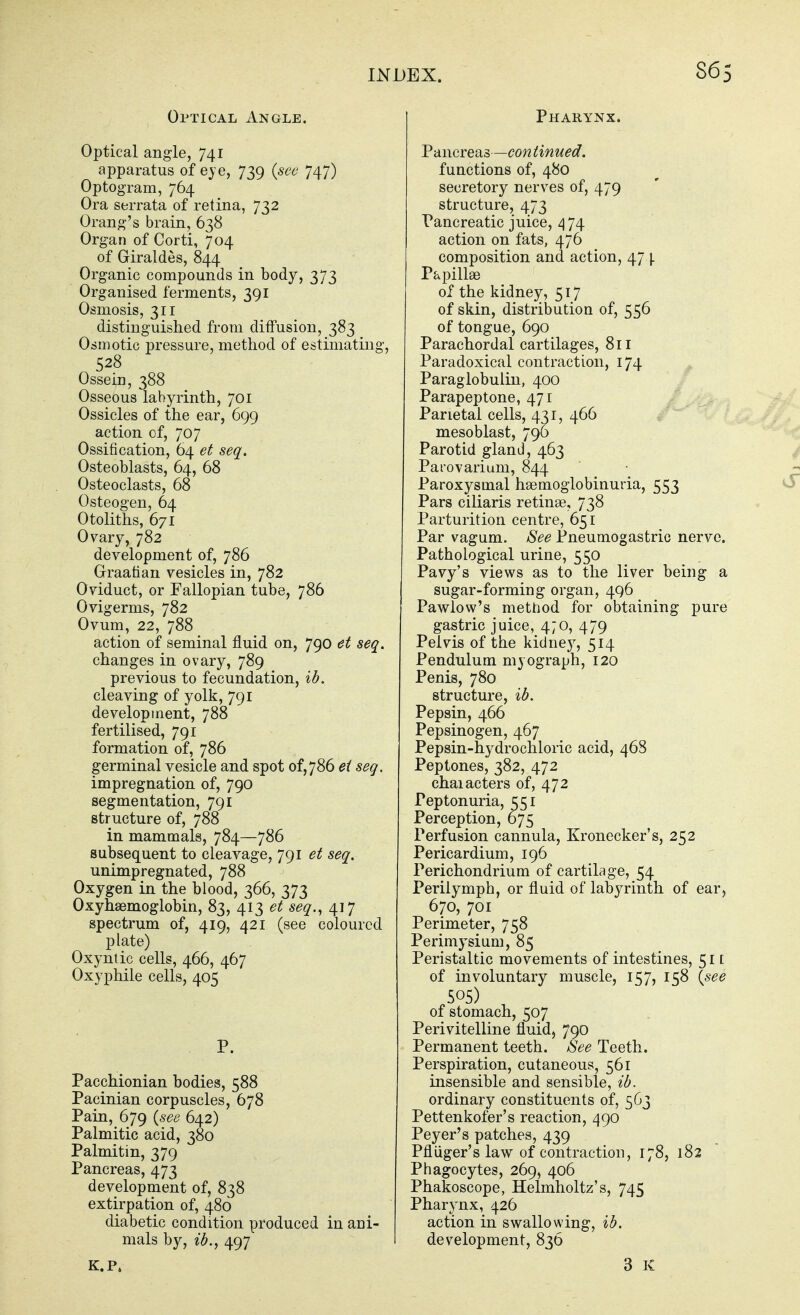 INDEX.
865
OPTICAL ANGLE.
Optical angle, 741
apparatus of eye, 739 (see 747)
Optogram, 764
Ora serrata of retina, 732
Orang's brain, 638
Organ of Corti, 704
of Giraldès, 844
Organic compounds in body, 373
Organised ferments, 391
Osmosis, 311
distinguished from diffusion, 383
Osmotic pressure, method of estimating,
528
Ossein, 388
Osseous labyrinth, 701
Ossicles of the ear, 699
action of, 707
Ossification, 64 et seq.
Osteoblasts, 64, 68
Osteoclasts, 68
Osteogen, 64
Otoliths, 671
Ovary, 782
development of, 786
Graafian vesicles in, 782
Oviduct, or Fallopian tube, 786
Ovigerms, 782
Ovum, 22, 788
action of seminal fluid on, 790 et seq.
changes in ovary, 789
previous to fecundation, ib.
cleaving of yolk, 791
development, 788
fertilised, 791
formation of, 786
germinal vesicle and spot of, 786 et seq.
impregnation of, 790
segmentation, 791
structure of, 788
in mammals, 784—786
subsequent to cleavage, 791 et seq.
unimpregnated, 788
Oxygen in the blood, 366, 373
Oxyhæmoglobin, 83, 413 et seq., 417
spectrum of, 419, 421 (see coloured
plate)
Oxyntic cells, 466, 467
Oxyphile cells, 405
P.
Pacchionian bodies, 588
Pacinian corpuscles, 678
Pain, 679 (see 642)
Palmitic acid, 380
Palmitin, 379
Pancreas, 473
development of, 838
extirpation of, 480
diabetic condition produced in ani-
mals by, ib., 497
K.P.
PHARYNX.
Pancreas—continued.
functions of, 480
secretory nerves of, 479
structure, 473
Pancreatic juice, 474
action on fats, 476
composition and action, 474
Papillæ
of the kidney, 517
of skin, distribution of, 556
of tongue, 690
Parachordal cartilages, 811
Paradoxical contraction, 174
Paraglobulin, 400
Parapeptone, 471
Parietal cells, 431, 466
mesoblast, 796
Parotid gland, 463
Parovarium, 844
Paroxysmal hæmoglobinuria, 553
Pars ciliaris retinæ, 738
Parturition centre, 651
Par vagum. See Pneumogastric nerve.
Pathological urine, 550
Pavy's views as to the liver being a
sugar-forming organ, 496
Pawlow's method for obtaining pure
gastric juice, 470, 479
Pelvis of the kidney, 514
Pendulum myograph, 120
Penis, 780
structure, ib.
Pepsin, 466
Pepsinogen, 467
Pepsin-hydrochloric acid, 468
Peptones, 382, 472
characters of, 472
Peptonuria, 551
Perception, 675
Perfusion cannula, Kronecker's, 252
Pericardium, 196
Perichondrium of cartilage, 54
Perilymph, or fluid of labyrinth of ear,
670, 701
Perimeter, 758
Perimysium, 85
Peristaltic movements of intestines, 511
of involuntary muscle, 157, 158 (see
505)
of stomach, 507
Perivitelline fluid, 790
Permanent teeth. See Teeth.
Perspiration, cutaneous, 561
insensible and sensible, ib.
ordinary constituents of, 563
Pettenkofer's reaction, 490
Peyer's patches, 439
Pflüger's law of contraction, 178, 182
Phagocytes, 269, 406
Phakoscope, Helmholtz's, 745
Pharynx, 426
action in swallowing, ib.
development, 836
3 K